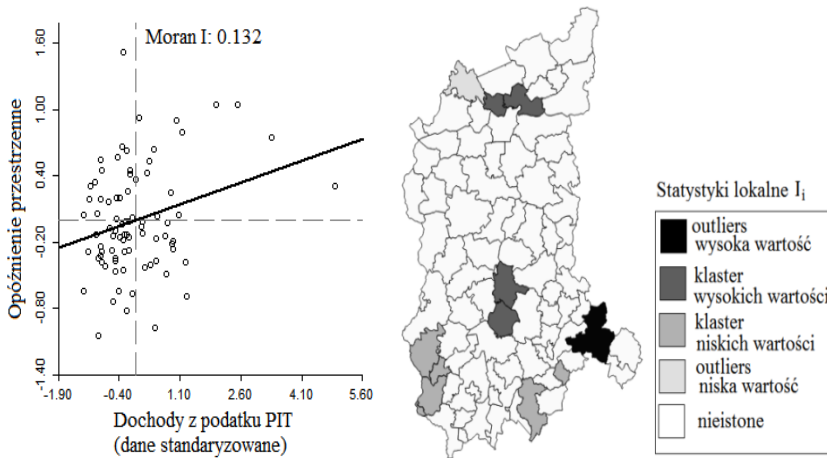 Moran I: 0.132
Opóźnienie przestrzenne
1.60
1.00
0.40
-0.20
-0.80
-1.40
-1.90
-0.40
1.10
2.60
4.10
5.60
Dochody z podatku PIT
(dane standaryzowane)
Statystyki lokalne Iᵢ
outliers
wysoka wartość
klaster
wysokich wartości
klaster
niskich wartości
outliers
niska wartość
nieistone